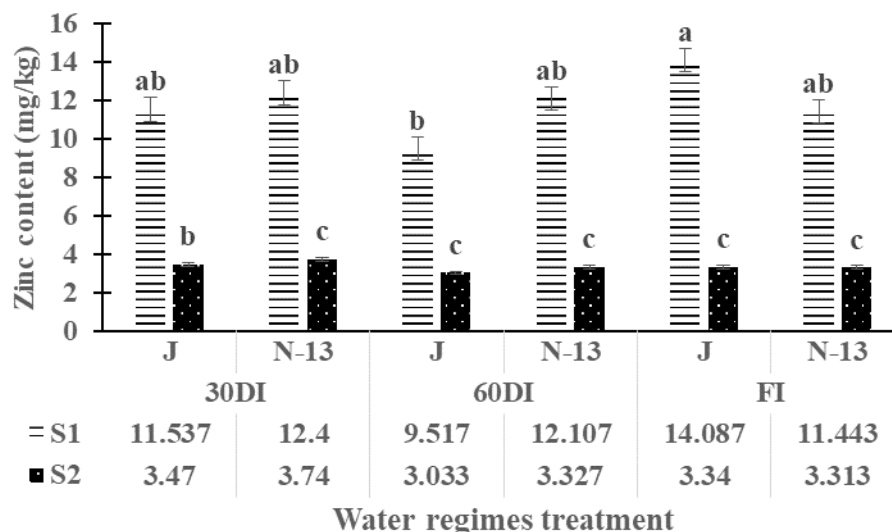 Zinc content (mg/kg)
16
14
12
10
8
6
4
2
0
ab
b
ab
c
b
c
ab
c
a
c
ab
c
J N-13 J N-13 J N-13
30DI 60DI FI
S1 11.537 12.4 9.517 12.107 14.087 11.443
S2 3.47 3.74 3.033 3.327 3.34 3.313
Water regimes treatment